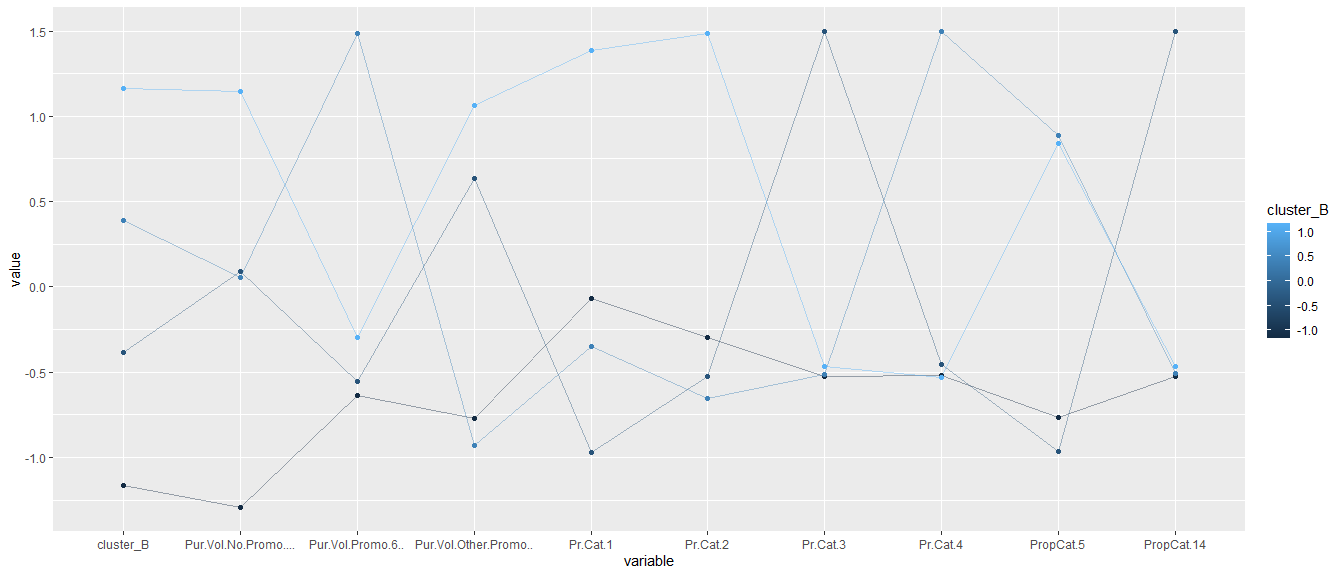 1.5
1.0
0.5
0.0
-0.5
-1.0
value
cluster_B Pur.Vol.No.Promo.... Pur.Vol.Promo.6.. Pur.Vol.Other.Promo.. Pr.Cat.1 Pr.Cat.2 Pr.Cat.3 Pr.Cat.4 PropCat.5 PropCat.14
variable
cluster_B
1.0
0.5
0.0
-0.5
-1.0